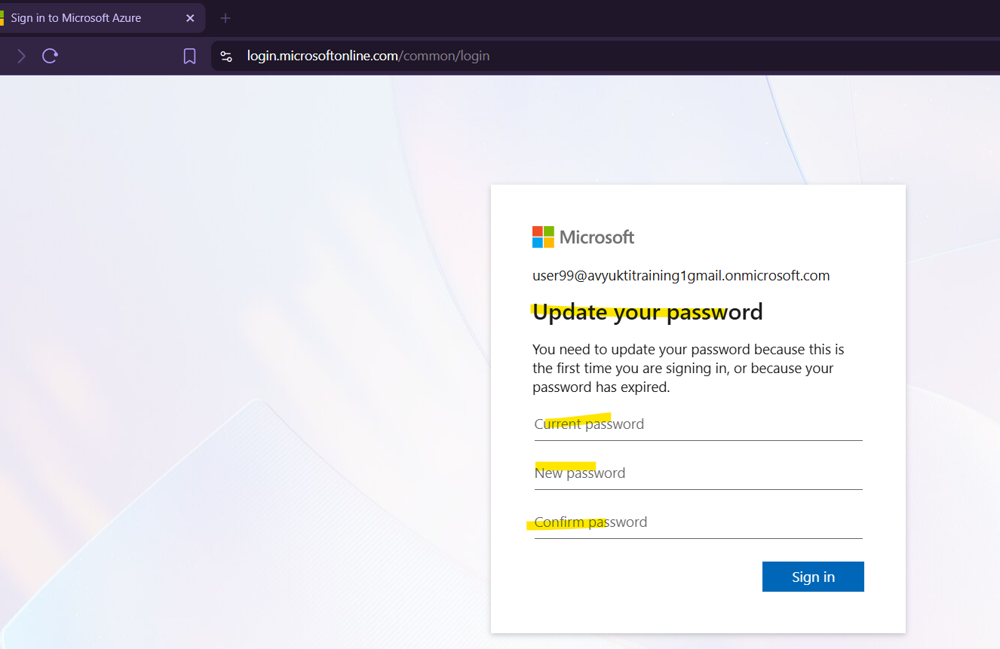 Sign in to Microsoft Azure
login.microsoftonline.com/common/login
Microsoft
user99@avyuktitraining1gmail.onmicrosoft.com
Update your password
You need to update your password because this is
the first time you are signing in, or because your
password has expired.
Current password
New password
Confirm password
Sign in